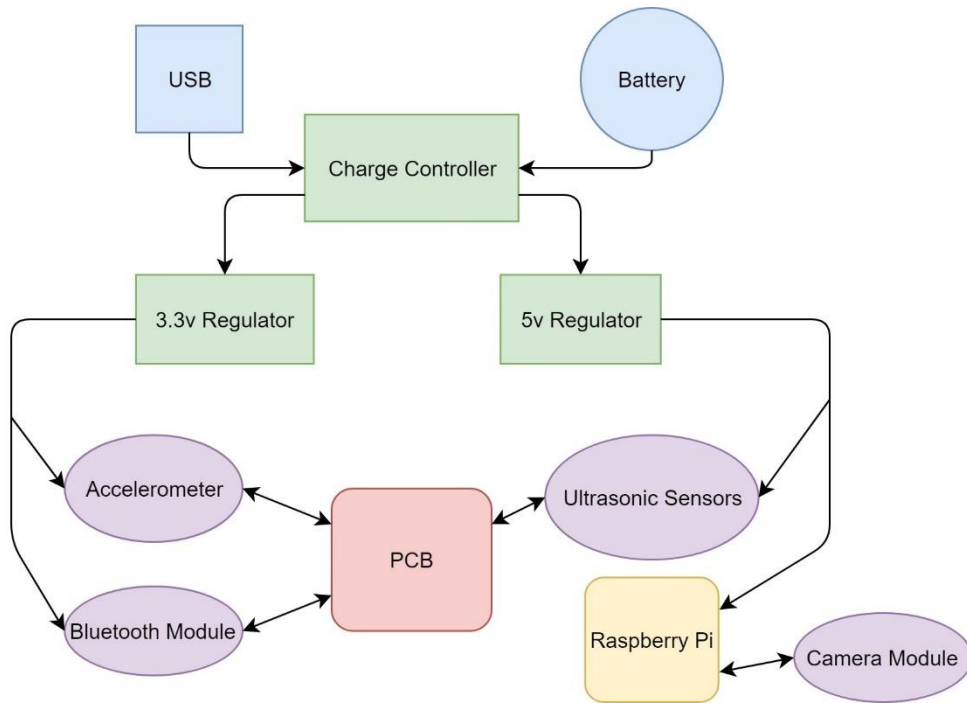 USB
Battery
Charge Controller
3.3v Regulator
5v Regulator
Accelerometer
Ultrasonic Sensors
PCB
Bluetooth Module
Raspberry Pi
Camera Module